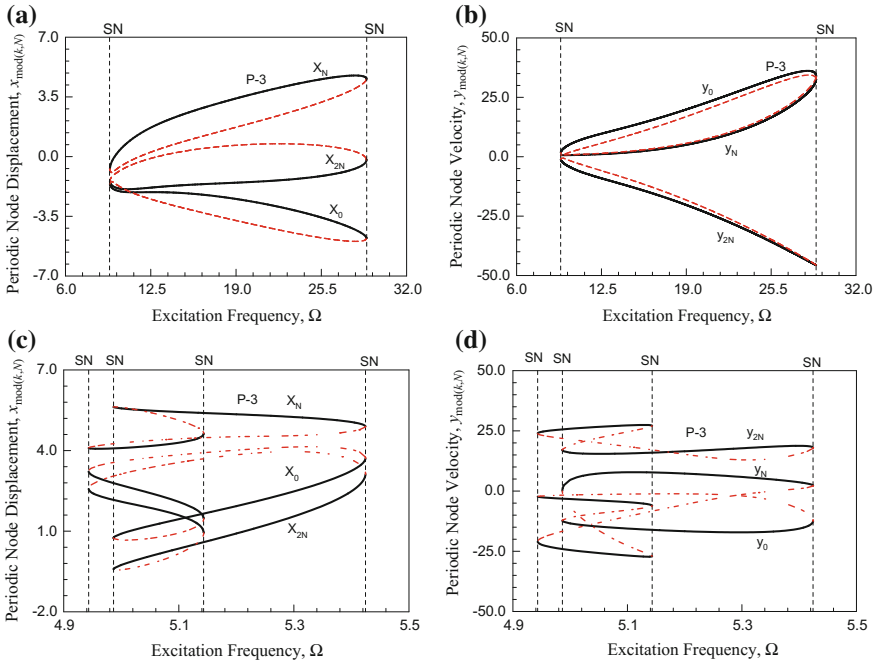 (a)
SN
SN
7.0
3.5
0.0
-3.5
-7.0
6.0
12.5
19.0
25.5
32.0
P-3
X_N
X_2N
X_0
Periodic Node Displacement, x_mod(k,N)
Excitation Frequency, Ω
(b)
SN
SN
50.0
25.0
0.0
-25.0
-50.0
6.0
12.5
19.0
25.5
32.0
P-3
y_0
y_N
y_2N
Periodic Node Velocity, y_mod(k,N)
Excitation Frequency, Ω
(c)
SN
SN
SN
SN
7.0
4.0
1.0
-2.0
4.9
5.1
5.3
5.5
P-3
X_N
X_0
X_2N
Periodic Node Displacement, x_mod(k,N)
Excitation Frequency, Ω
(d)
SN
SN
SN
SN
50.0
25.0
0.0
-25.0
-50.0
4.9
5.1
5.3
5.5
P-3
y_2N
y_N
y_0
Periodic Node Velocity, y_mod(k,N)
Excitation Frequency, Ω